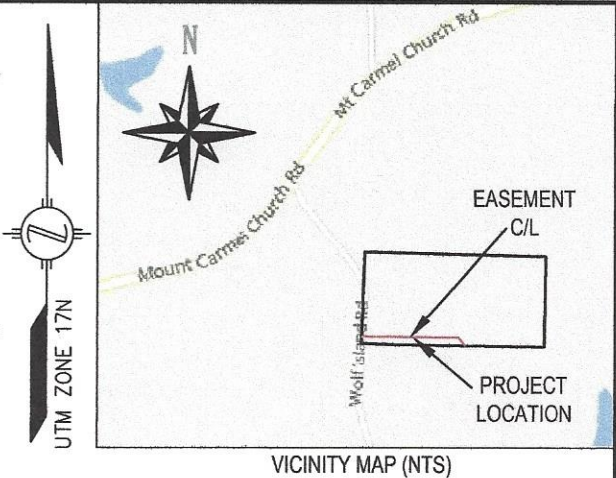 N
Mt Carmel Church Rd
Mount Carmel Church Rd
EASEMENT
C/L
Wolf Island Rd
PROJECT
LOCATION
UTM ZONE 17N
VICINITY MAP (NTS)